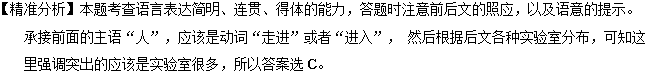 【精准分析】本题考查语言表达简明、连贯、得体的能力，答题时注意前后文的照应，以及语意的提示。
承接前面的主语“人”，应该是动词“走进”或者“进入”， 然后根据后文各种实验室分布，可知这
里强调突出的应该是实验室很多，所以答案选 C。